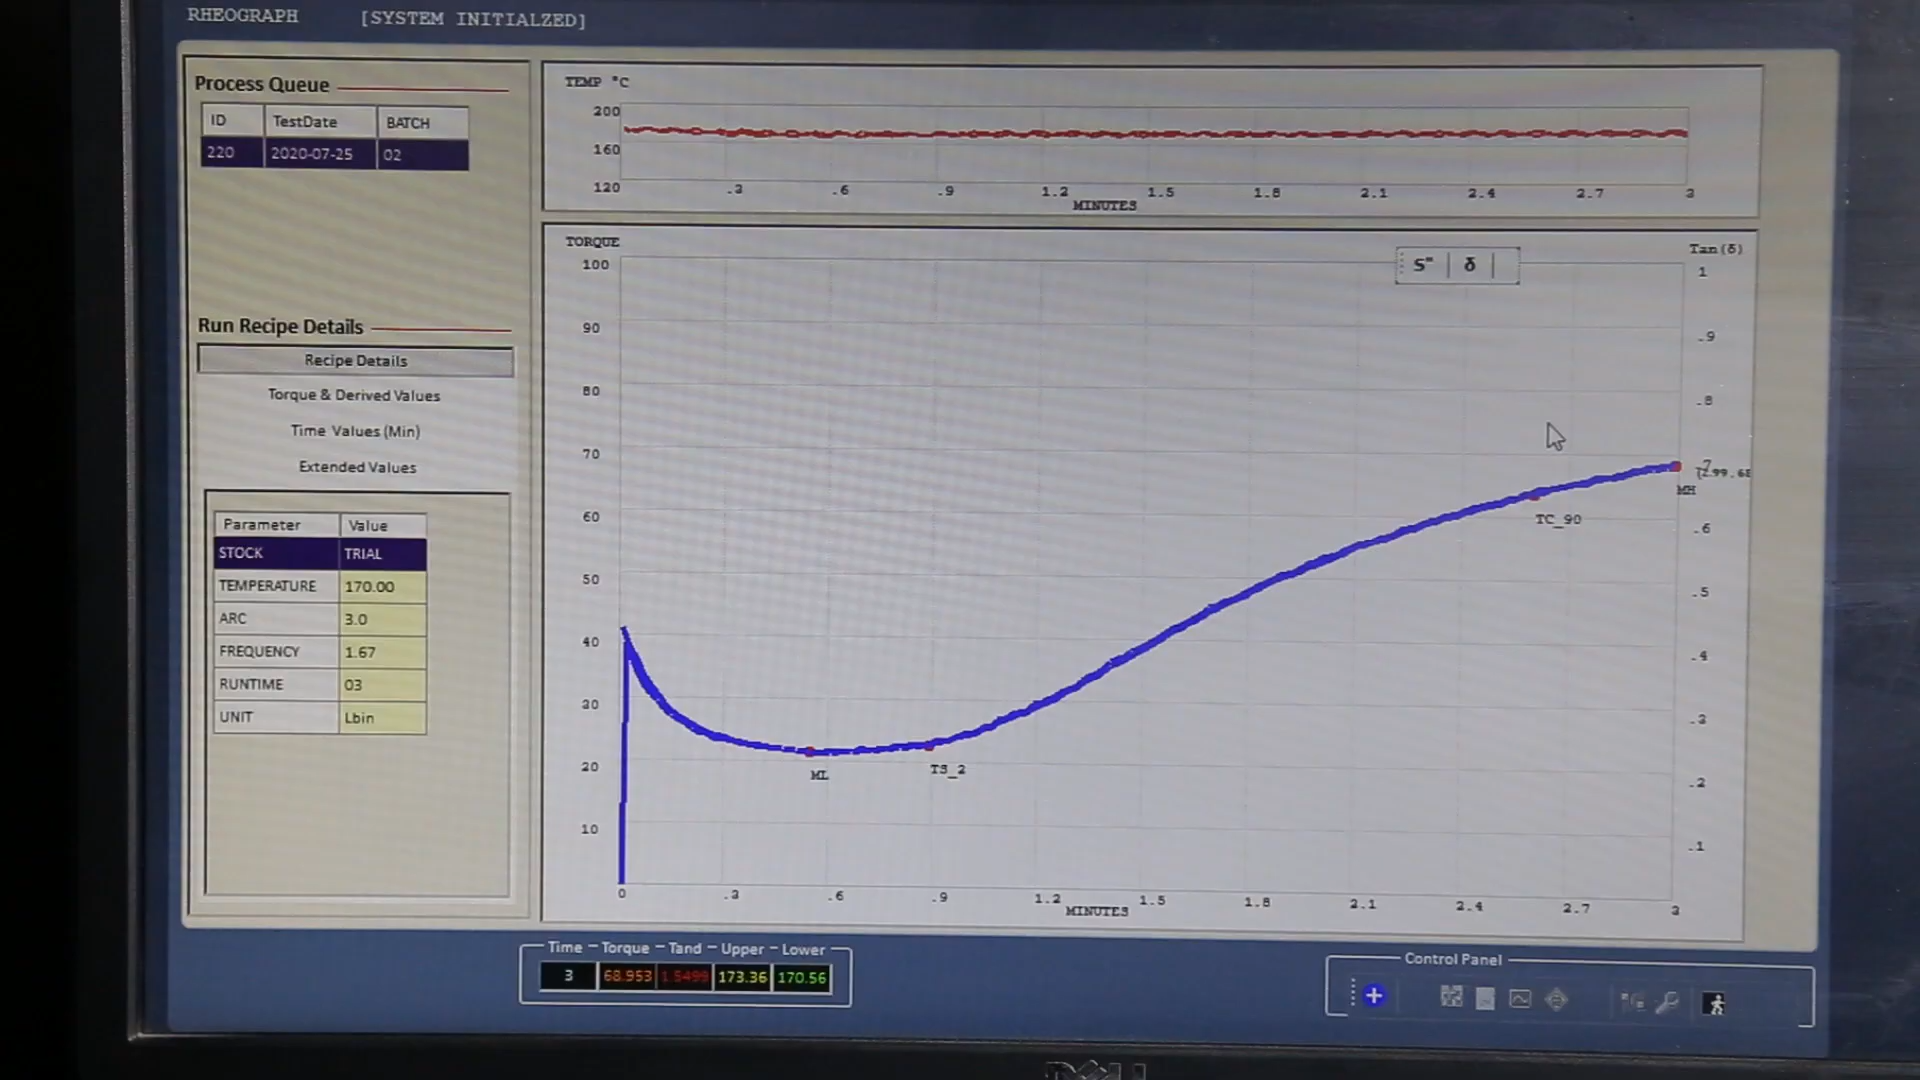 RHEOGRAPH [SYSTEM INITIALZED]
Process Queue
ID TestDate BATCH
220 2020-07-25 02
Run Recipe Details
Recipe Details
Torque & Derived Values
Time Values (Min)
Extended Values
Parameter Value
STOCK TRIAL
TEMPERATURE 170.00
ARC 3.0
FREQUENCY 1.67
RUNTIME 03
UNIT Lbin
TEMP °C
200
160
120
.3 .6 .9 1.2 1.5 1.8 2.1 2.4 2.7 3
MINUTES
TORQUE
Tan(δ)
S" δ
100
90
80
70
60
50
40
30
20
10
1
.9
.8
.7
.6
.5
.4
.3
.2
.1
MH
TC_90
ML
TS_2
0 .3 .6 .9 1.2 1.5 1.8 2.1 2.4 2.7 3
MINUTES
Time Torque Tand Upper Lower
3 68.953 1.5499 173.36 170.56
Control Panel
DELL